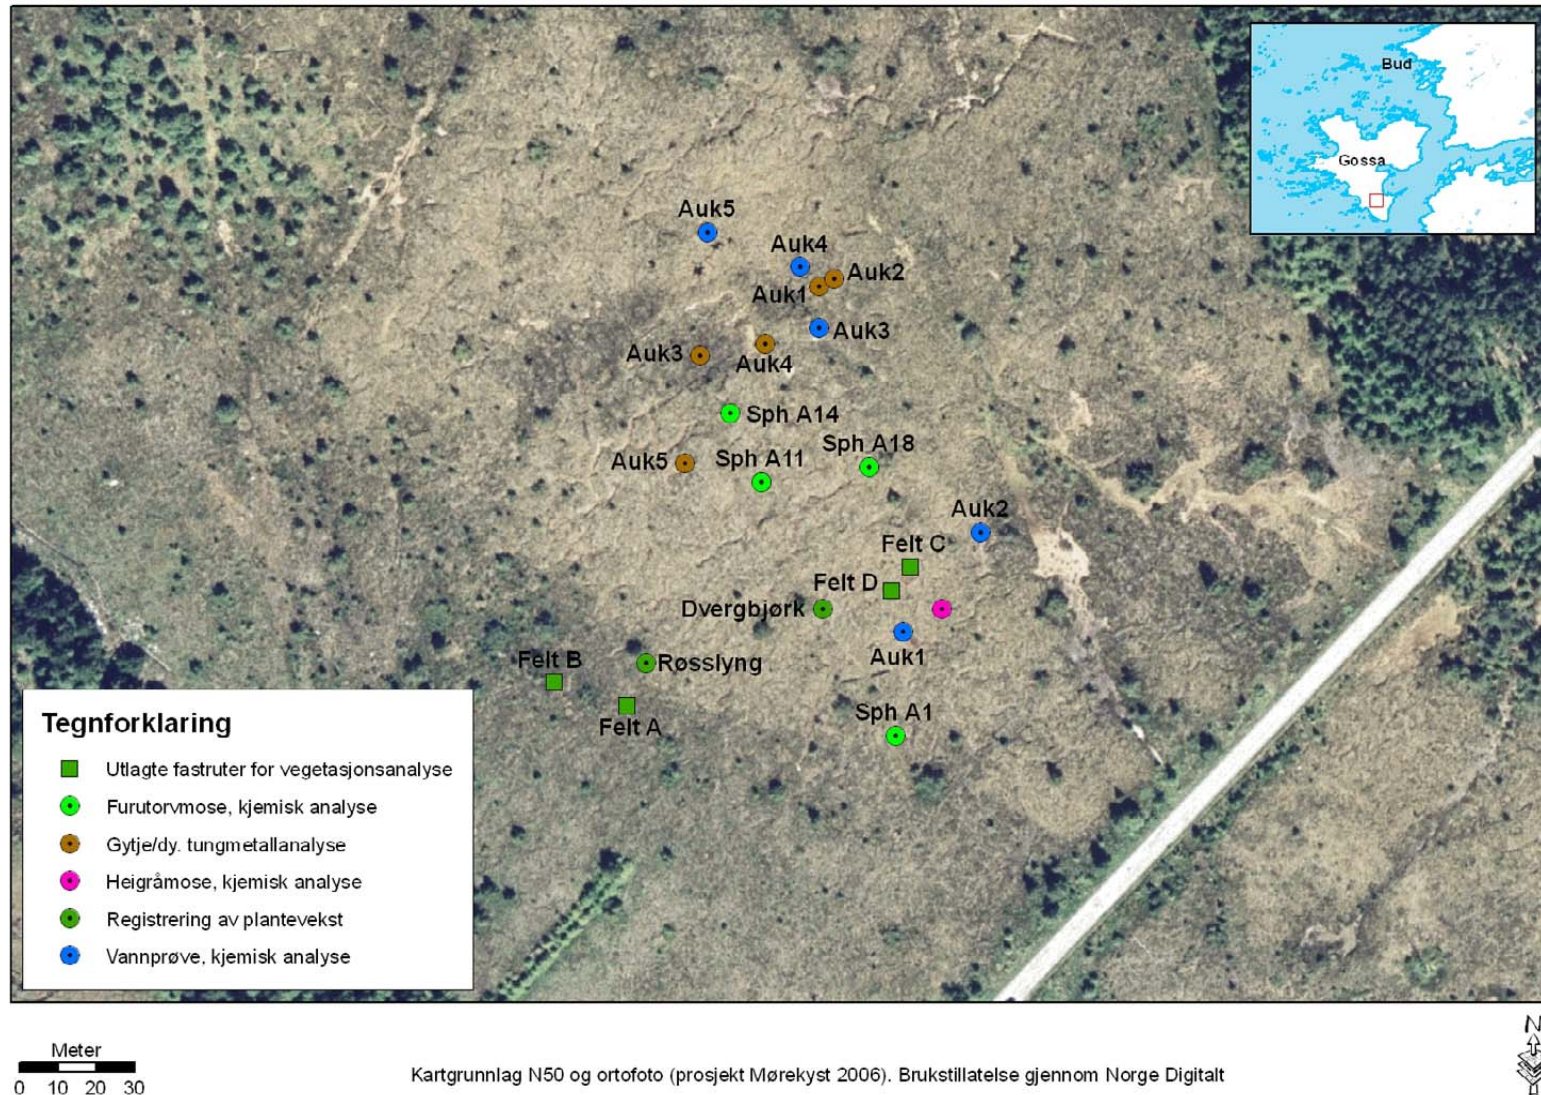 Bud
Gossa
Auk5
Auk4
Auk2
Auk1
Auk3
Auk3
Auk4
Sph A14
Sph A18
Auk5
Sph A11
Auk2
Felt C
Felt D
Dvergbjørk
Auk1
Felt B
Røsslyng
Felt A
Sph A1
Tegnforklaring
Utlagte fastruter for vegetasjonsanalyse
Furutorvmose, kjemisk analyse
Gytje/dy. tungmetallanalyse
Heigråmose, kjemisk analyse
Registrering av plantevekst
Vannprøve, kjemisk analyse
N
Meter
0 10 20 30
Kartgrunnlag N50 og ortofoto (prosjekt Mørekyst 2006). Brukstillatelse gjennom Norge Digitalt